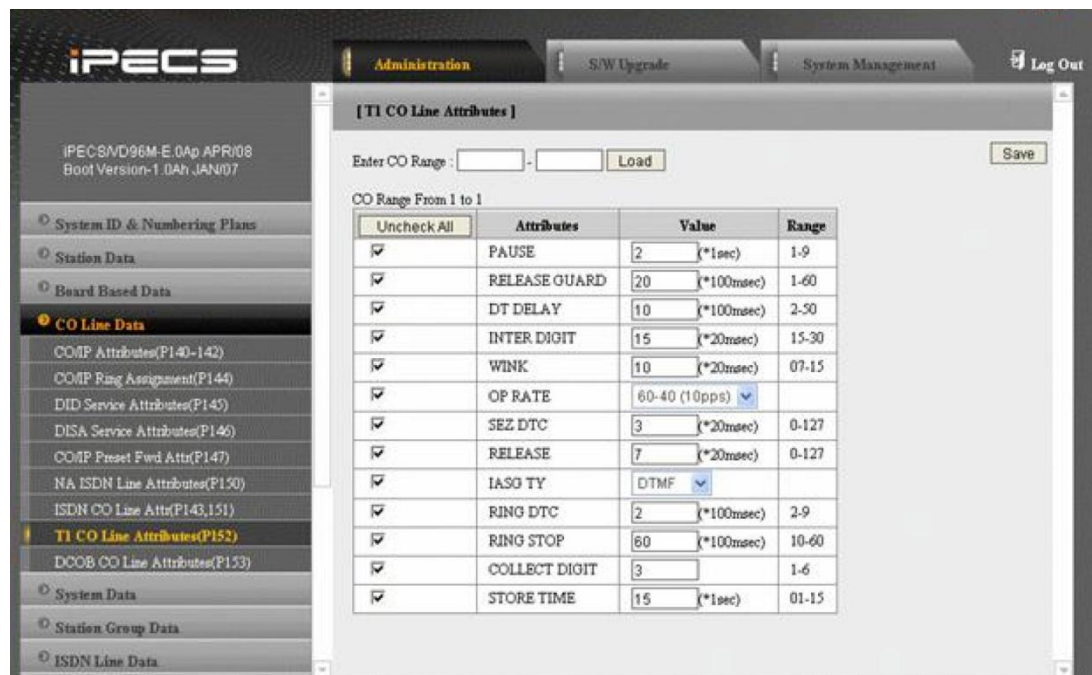 iPECS
Administration
S/W Upgrade
System Management
Log Out
iPECS/VD96M-E.0Ap APR/08
Boot Version-1.0Ah JAN/07
System ID & Numbering Plans
Station Data
Board Based Data
CO Line Data
CO/IP Attributes(P140~142)
CO/IP Ring Assignment(P144)
DID Service Attributes(P145)
DISA Service Attributes(P146)
CO/IP Preset Fwd Attr(P147)
NA ISDN Line Attributes(P150)
ISDN CO Line Attr(P143,151)
T1 CO Line Attributes(P152)
DCOB CO Line Attributes(P153)
System Data
Station Group Data
ISDN Line Data
[ T1 CO Line Attributes ]
Enter CO Range : - Load Save
CO Range From 1 to 1
Uncheck All Attributes Value Range
PAUSE 2 (*1sec) 1-9
RELEASE GUARD 20 (*100msec) 1-60
DT DELAY 10 (*100msec) 2-50
INTER DIGIT 15 (*20msec) 15-30
WINK 10 (*20msec) 07-15
OP RATE 60-40 (10pps)
SEZ DTC 3 (*20msec) 0-127
RELEASE 7 (*20msec) 0-127
IASG TY DTMF
RING DTC 2 (*100msec) 2-9
RING STOP 60 (*100msec) 10-60
COLLECT DIGIT 3 1-6
STORE TIME 15 (*1sec) 01-15